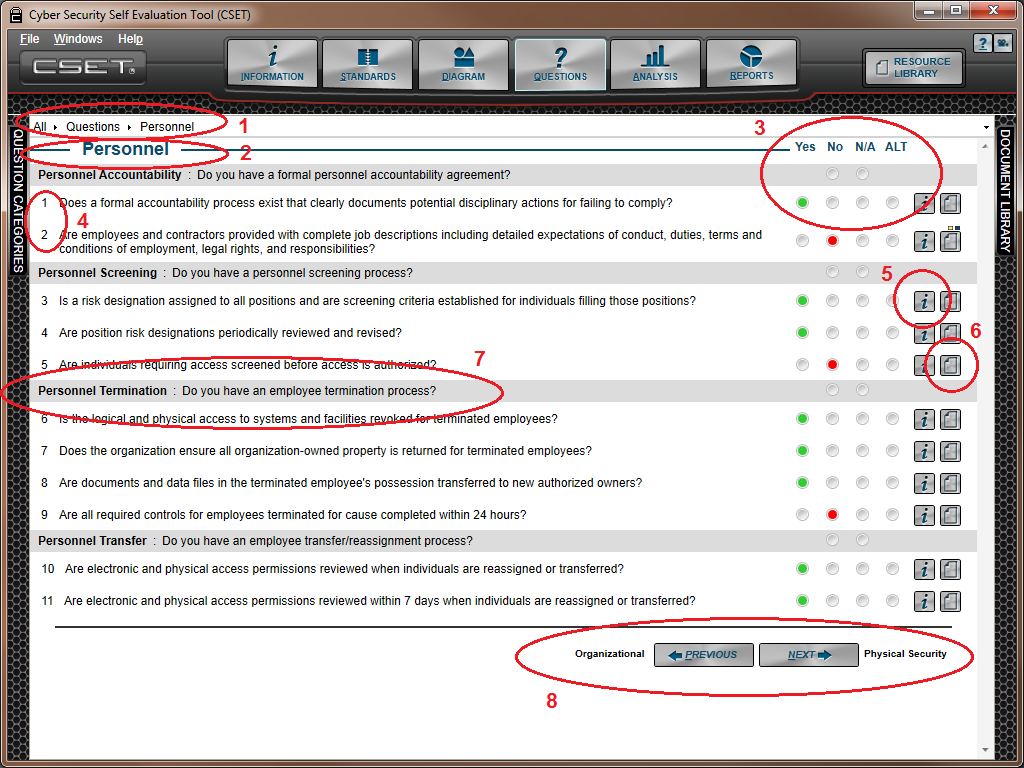 Cyber Security Self Evaluation Tool (CSET)
File Windows Help
CSET
i INFORMATION
STANDARDS
DIAGRAM
? QUESTIONS
ANALYSIS
REPORTS
RESOURCE LIBRARY
?
QUESTION CATEGORIES
DOCUMENT LIBRARY
All Questions Personnel 1
Personnel 2
3
Yes No N/A ALT
Personnel Accountability : Do you have a formal personnel accountability agreement?
1 Does a formal accountability process exist that clearly documents potential disciplinary actions for failing to comply? i
4
2 Are employees and contractors provided with complete job descriptions including detailed expectations of conduct, duties, terms and
conditions of employment, legal rights, and responsibilities? i
Personnel Screening : Do you have a personnel screening process?
5
3 Is a risk designation assigned to all positions and are screening criteria established for individuals filling those positions? i
4 Are position risk designations periodically reviewed and revised? i
6
7
5 Are individuals requiring access screened before access is authorized? i
Personnel Termination : Do you have an employee termination process?
6 Is the logical and physical access to systems and facilities revoked for terminated employees? i
7 Does the organization ensure all organization-owned property is returned for terminated employees? i
8 Are documents and data files in the terminated employee's possession transferred to new authorized owners? i
9 Are all required controls for employees terminated for cause completed within 24 hours? i
Personnel Transfer : Do you have an employee transfer/reassignment process?
10 Are electronic and physical access permissions reviewed when individuals are reassigned or transferred? i
11 Are electronic and physical access permissions reviewed within 7 days when individuals are reassigned or transferred? i
Organizational PREVIOUS NEXT Physical Security
8